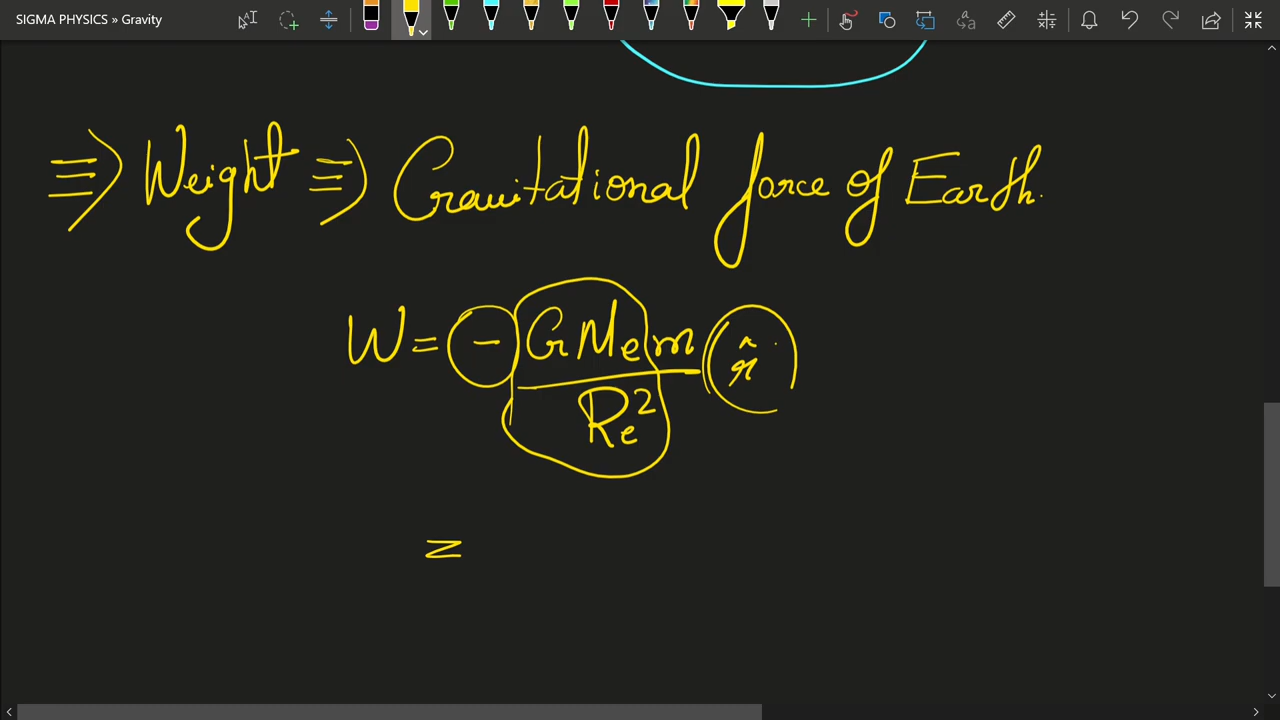 SIGMA PHYSICS » Gravity
⇛ Weight ⇛ Gravitational force of Earth.
W = - GMem/Re² r̂
=